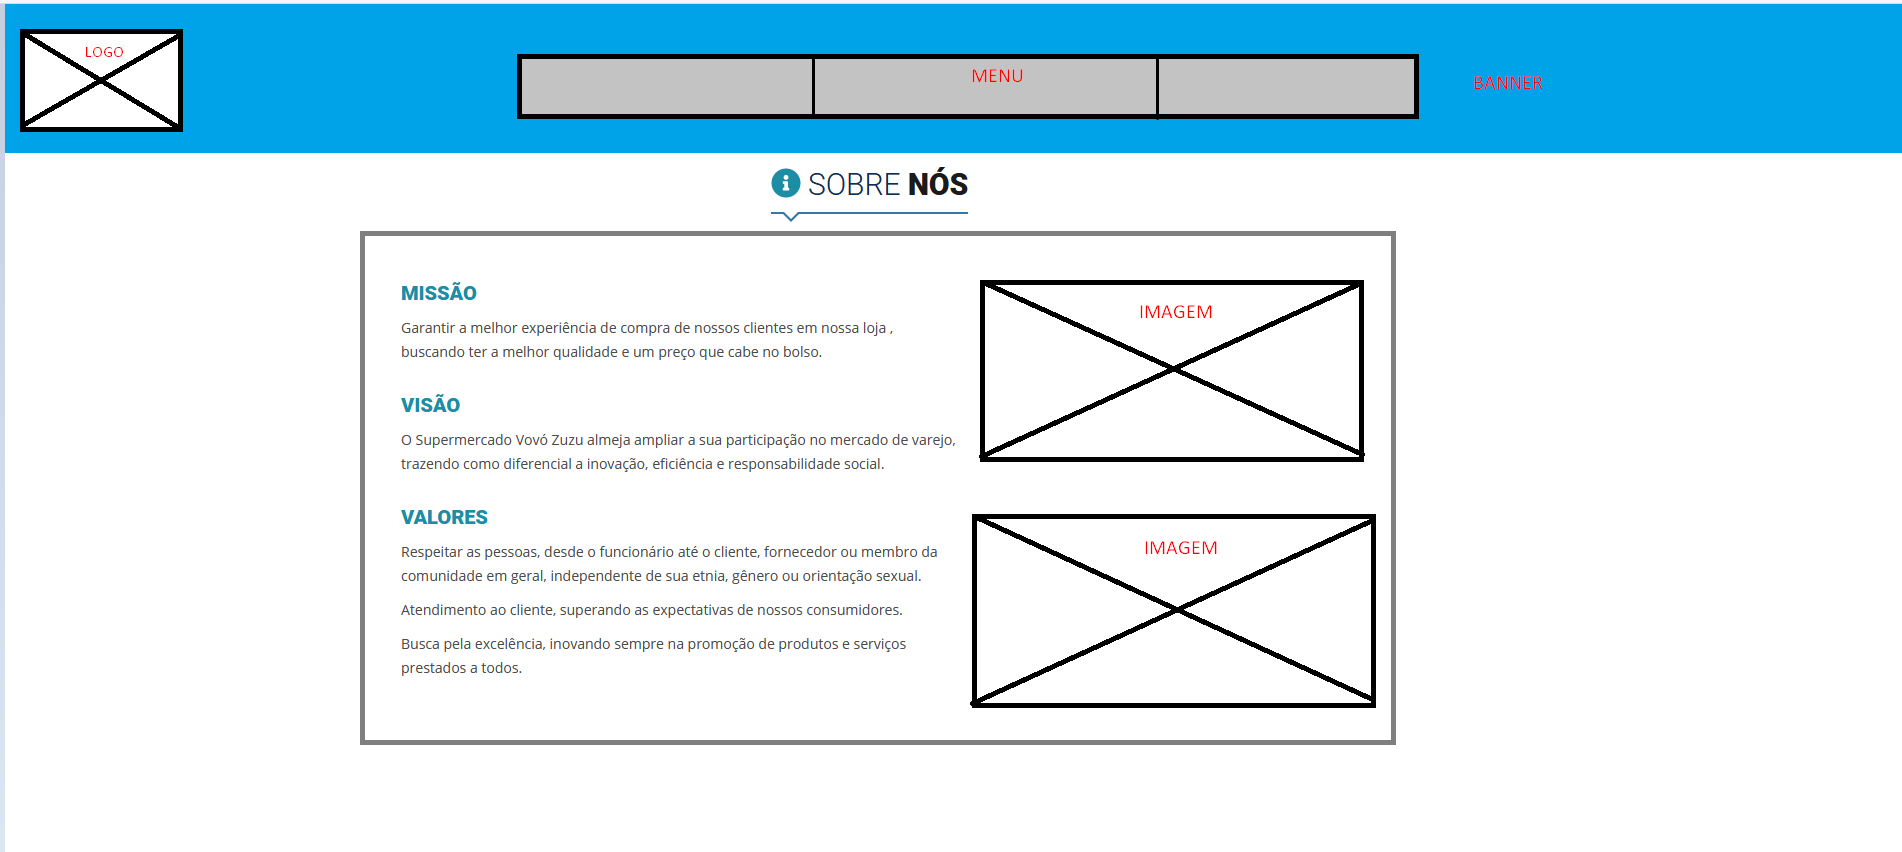 LOGO
MENU
BANNER
SOBRE NÓS
MISSÃO
Garantir a melhor experiência de compra de nossos clientes em nossa loja ,
buscando ter a melhor qualidade e um preço que cabe no bolso.
IMAGEM
VISÃO
O Supermercado Vovó Zuzu almeja ampliar a sua participação no mercado de varejo,
trazendo como diferencial a inovação, eficiência e responsabilidade social.
VALORES
Respeitar as pessoas, desde o funcionário até o cliente, fornecedor ou membro da
comunidade em geral, independente de sua etnia, gênero ou orientação sexual.
Atendimento ao cliente, superando as expectativas de nossos consumidores.
Busca pela excelência, inovando sempre na promoção de produtos e serviços
prestados a todos.
IMAGEM